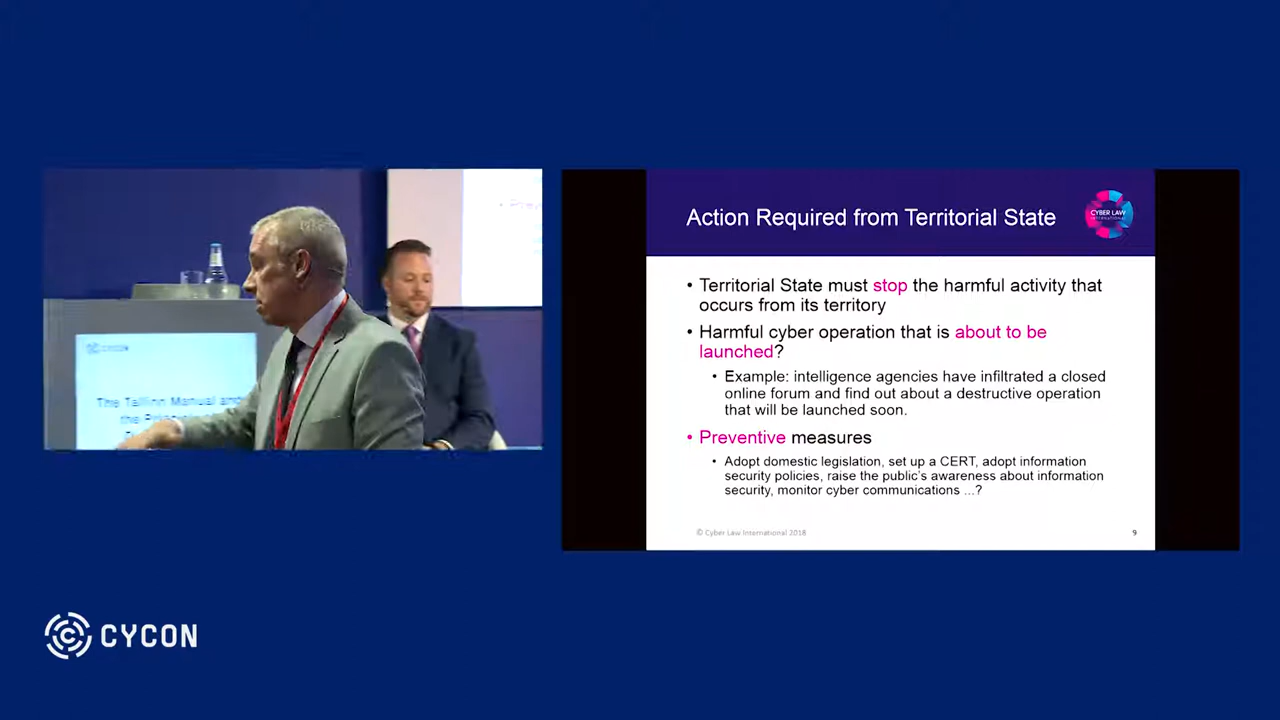 CYCON
The Tallinn Manual and
the
Action Required from Territorial State
CYBER LAW
INTERNATIONAL
• Territorial State must stop the harmful activity that
occurs from its territory
• Harmful cyber operation that is about to be
launched?
• Example: intelligence agencies have infiltrated a closed
online forum and find out about a destructive operation
that will be launched soon.
• Preventive measures
• Adopt domestic legislation, set up a CERT, adopt information
security policies, raise the public's awareness about information
security, monitor cyber communications ...?
© Cyber Law International 2018
9
CYCON